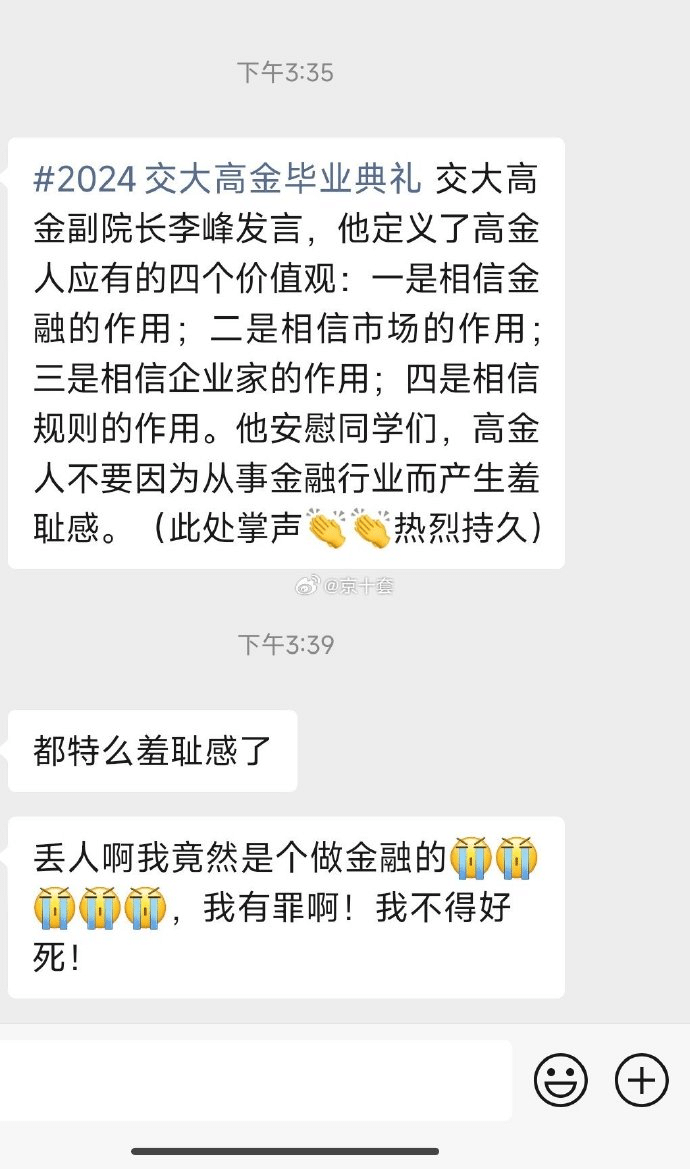 下午3:35
#2024 交大高金毕业典礼 交大高
金副院长李峰发言，他定义了高金
人应有的四个价值观：一是相信金
融的作用；二是相信市场的作用；
三是相信企业家的作用；四是相信
规则的作用。他安慰同学们，高金
人不要因为从事金融行业而产生羞
耻感。（此处掌声👏👏热烈持久）
@京十套
下午3:39
都特么羞耻感了
丢人啊我竟然是个做金融的😭😭
😭😭😭，我有罪啊！我不得好
死！